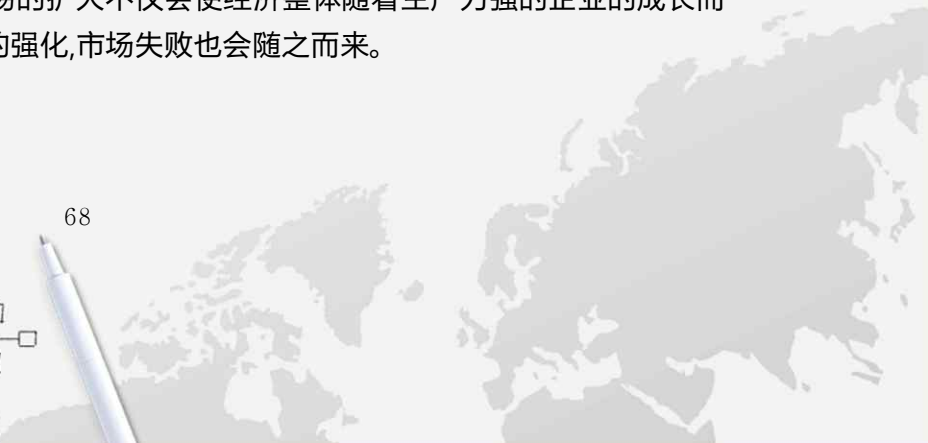 场的扩大不仅会使经济整体随着生产力强的企业的成长而
的强化,市场失败也会随之而来。
68